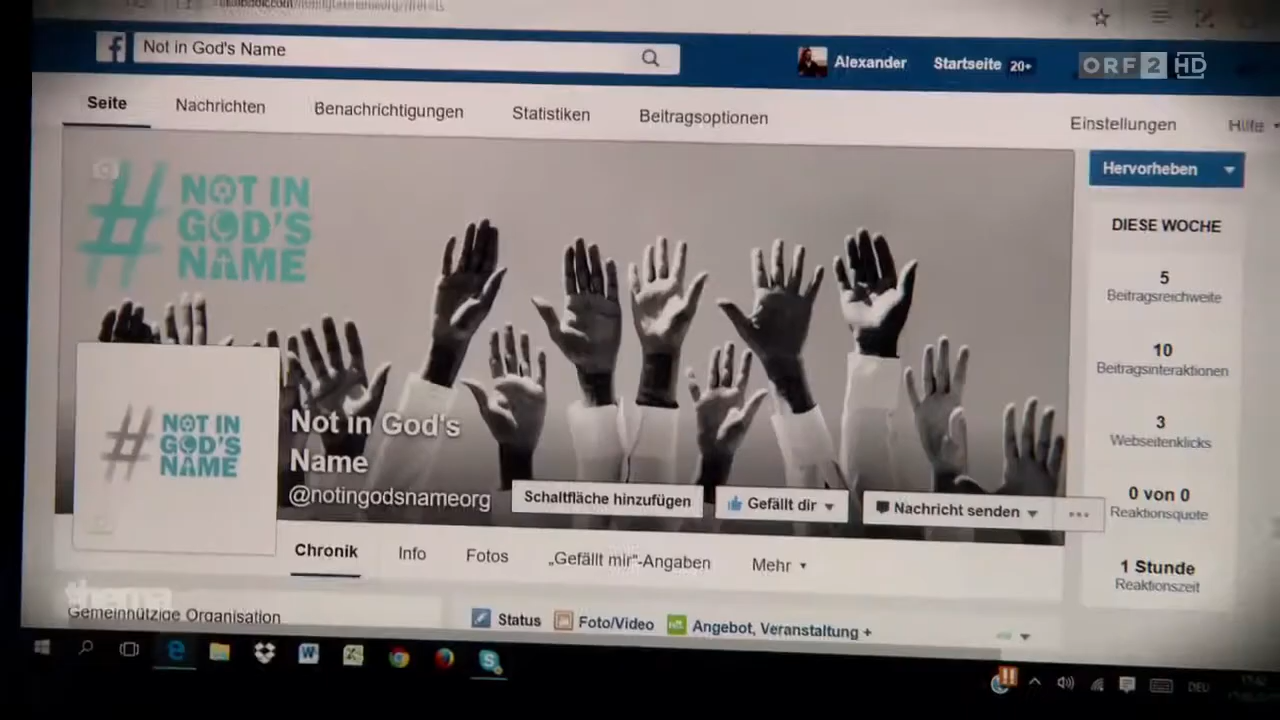 Not in God's Name
Alexander
Startseite 20+
ORF 2 HD
Seite
Nachrichten
Benachrichtigungen
Statistiken
Beitragsoptionen
Einstellungen
Hilfe
Hervorheben
# NOT IN
GOD'S
NAME
DIESE WOCHE
5
Beitragsreichweite
10
Beitragsinteraktionen
3
Webseitenklicks
0 von 0
Reaktionsquote
1 Stunde
Reaktionszeit
# NOT IN
GOD'S
NAME
Not in God's
Name
@notingodsnameorg
Schaltfläche hinzufügen
Gefällt dir
Nachricht senden
Chronik
Info
Fotos
„Gefällt mir"-Angaben
Mehr
thema
Gemeinnützige Organisation
Status
Foto/Video
Angebot, Veranstaltung +
DEU